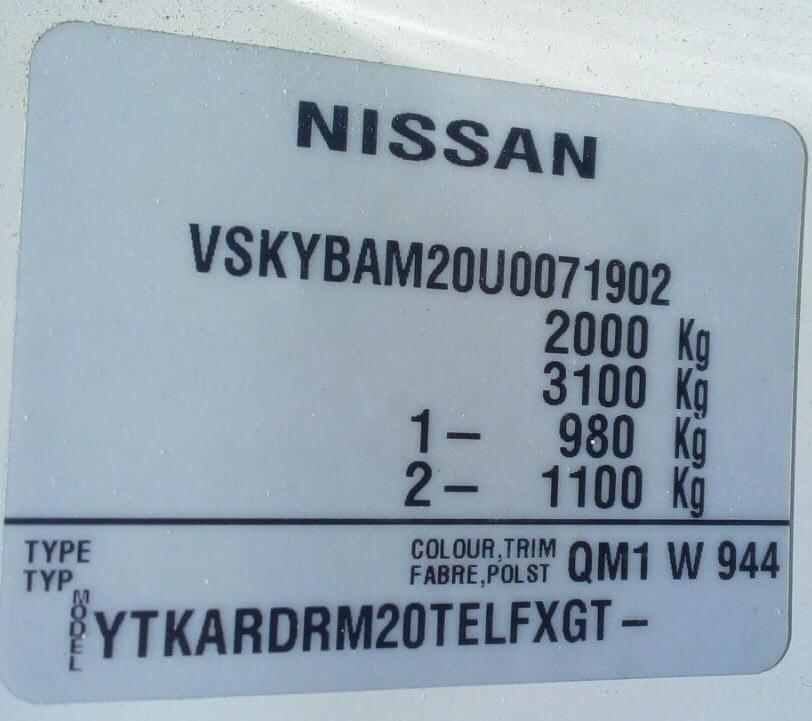 NISSAN
VSKYBAM20U0071902
2000 Kg
3100 Kg
1- 980 Kg
2- 1100 Kg
TYPE
TYP
COLOUR,TRIM
FABRE,POLST
QM1 W 944
MODEL
YTKARDRM20TELFXGT-